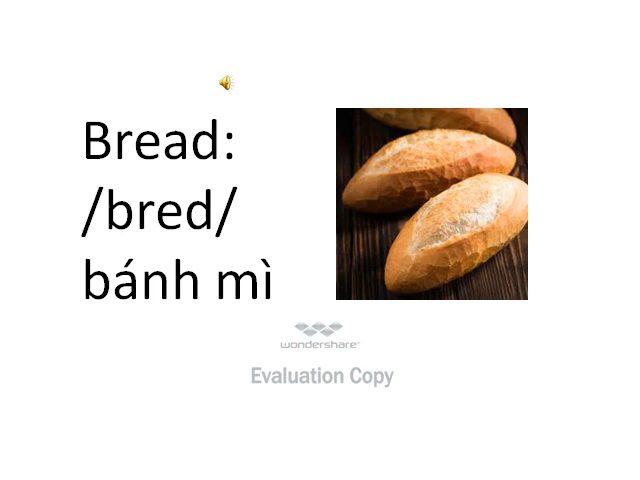 Bread:
/bred/
bánh mì
wondershare
Evaluation Copy